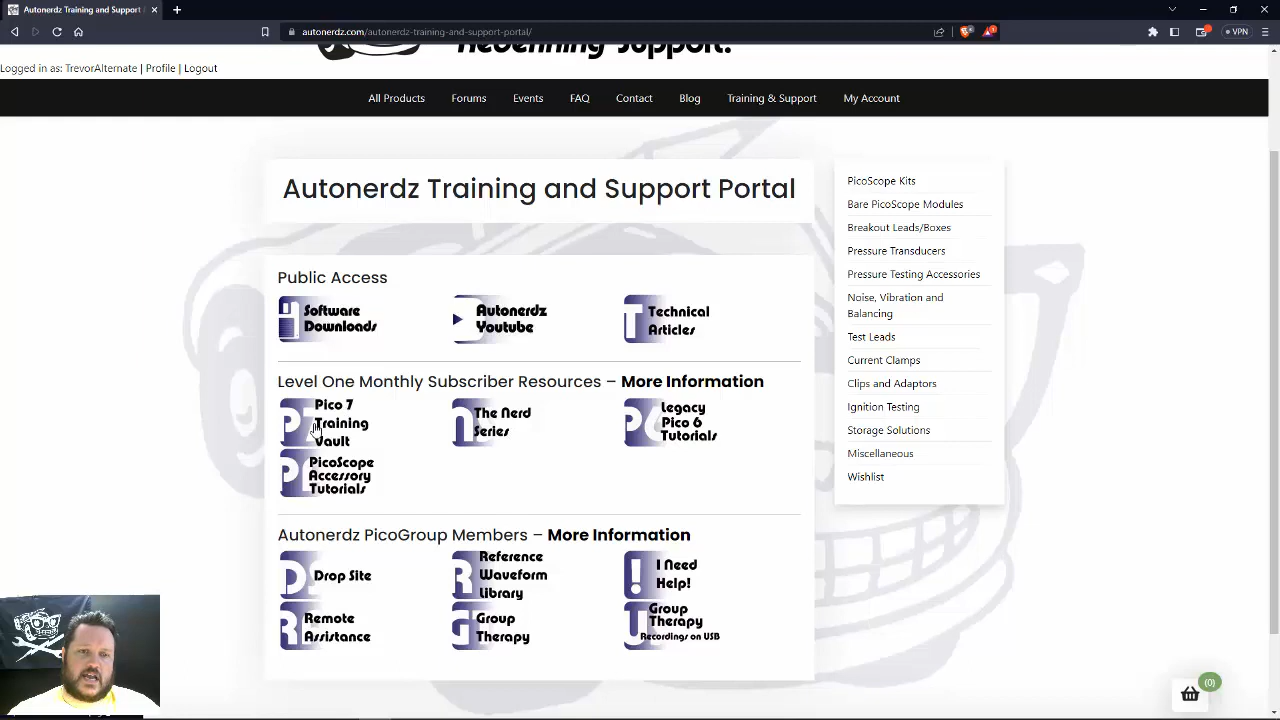 Autonerdz Training and Support
autonerdz.com/autonerdz-training-and-support-portal/
VPN
Redefining Support.
Logged in as: TrevorAlternate | Profile | Logout
All Products Forums Events FAQ Contact Blog Training & Support My Account
Autonerdz Training and Support Portal
Public Access
Software
Downloads
Autonerdz
Youtube
T
Technical
Articles
Level One Monthly Subscriber Resources – More Information
P7
Pico 7
Training
Vault
n
The Nerd
Series
P6
Legacy
Pico 6
Tutorials
PicoScope
Accessory
Tutorials
Autonerdz PicoGroup Members – More Information
DS
Drop Site
R
Reference
Waveform
Library
!
I Need
Help!
R
Remote
Assistance
G
Group
Therapy
U
Group
Therapy
Recordings on USB
PicoScope Kits
Bare PicoScope Modules
Breakout Leads/Boxes
Pressure Transducers
Pressure Testing Accessories
Noise, Vibration and
Balancing
Test Leads
Current Clamps
Clips and Adaptors
Ignition Testing
Storage Solutions
Miscellaneous
Wishlist
(0)